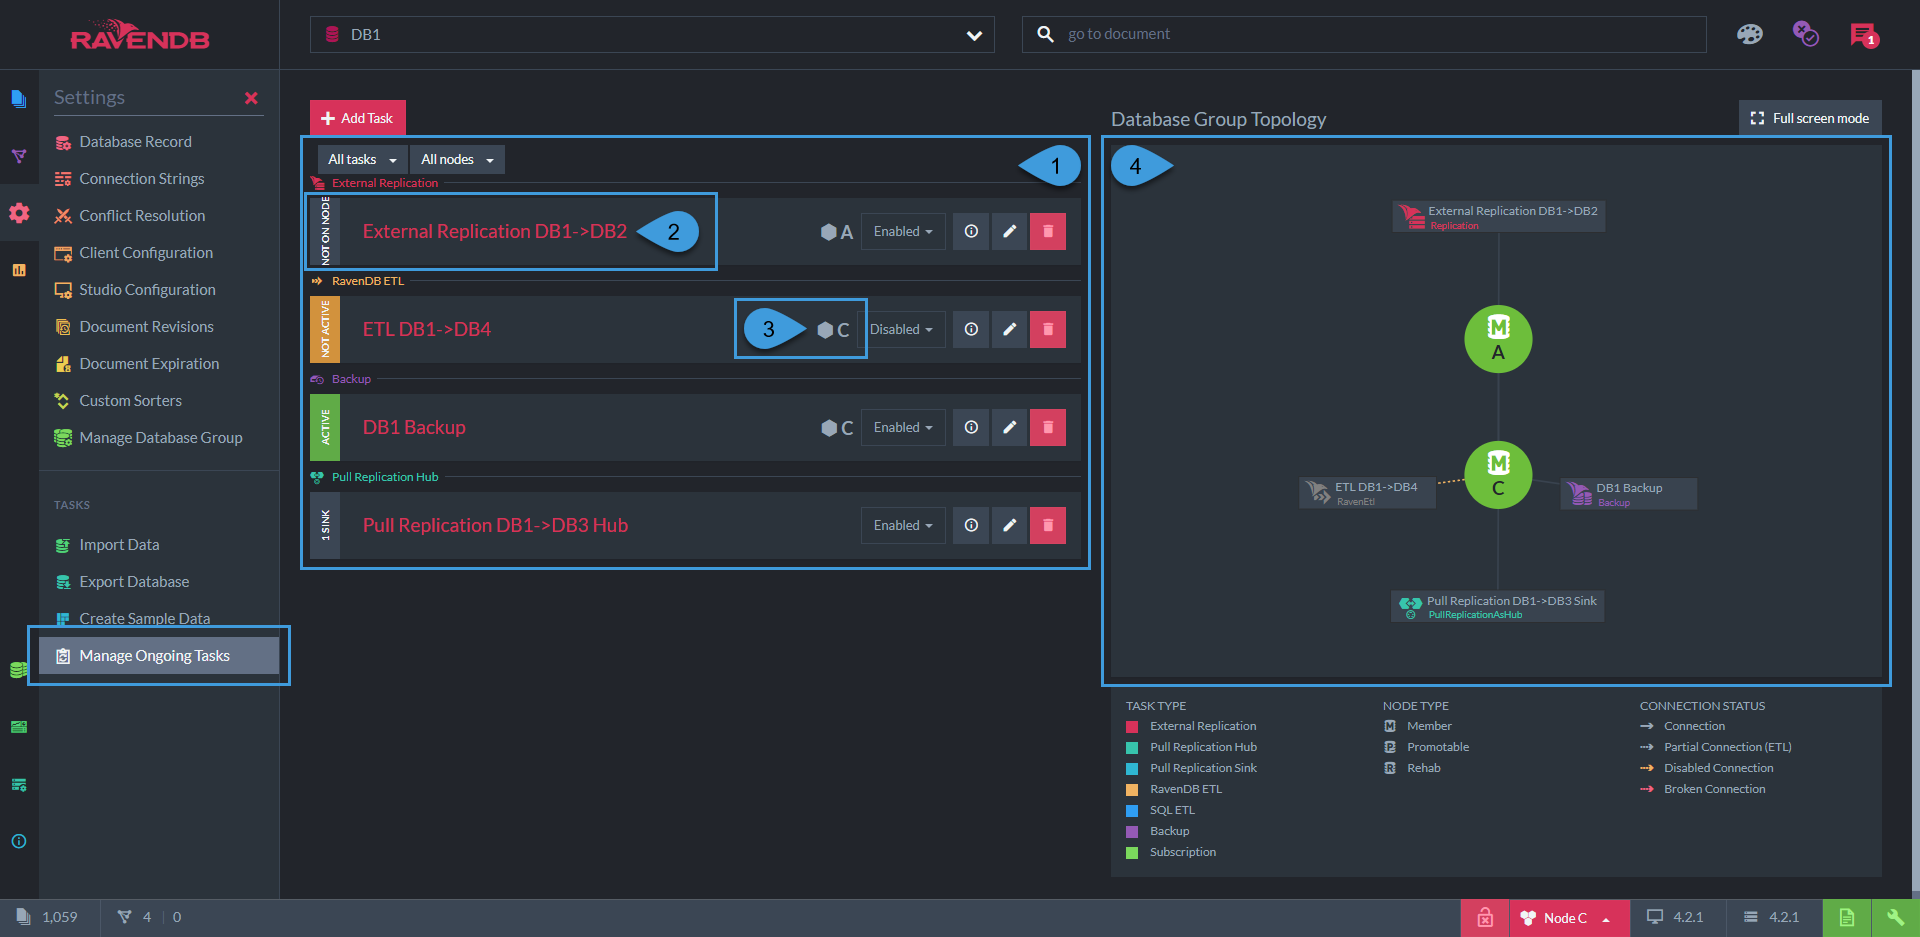 RAVENDB
DB1
go to document
1
Settings
Database Record
Connection Strings
Conflict Resolution
Client Configuration
Studio Configuration
Document Revisions
Document Expiration
Custom Sorters
Manage Database Group
TASKS
Import Data
Export Database
Create Sample Data
Manage Ongoing Tasks
Add Task
All tasks
All nodes
1
External Replication
NOT ON NODE
External Replication DB1->DB2
2
A
Enabled
RavenDB ETL
NOT ACTIVE
ETL DB1->DB4
3
C
Disabled
Backup
ACTIVE
DB1 Backup
C
Enabled
Pull Replication Hub
1 SINK
Pull Replication DB1->DB3 Hub
Enabled
Database Group Topology
Full screen mode
4
External Replication DB1->DB2
Replication
M
A
M
C
ETL DB1->DB4
RavenEtl
DB1 Backup
Backup
Pull Replication DB1->DB3 Sink
PullReplicationAsHub
TASK TYPE
External Replication
Pull Replication Hub
Pull Replication Sink
RavenDB ETL
SQL ETL
Backup
Subscription
NODE TYPE
M Member
P Promotable
R Rehab
CONNECTION STATUS
Connection
Partial Connection (ETL)
Disabled Connection
Broken Connection
1,059
4 | 0
Node C
4.2.1
4.2.1